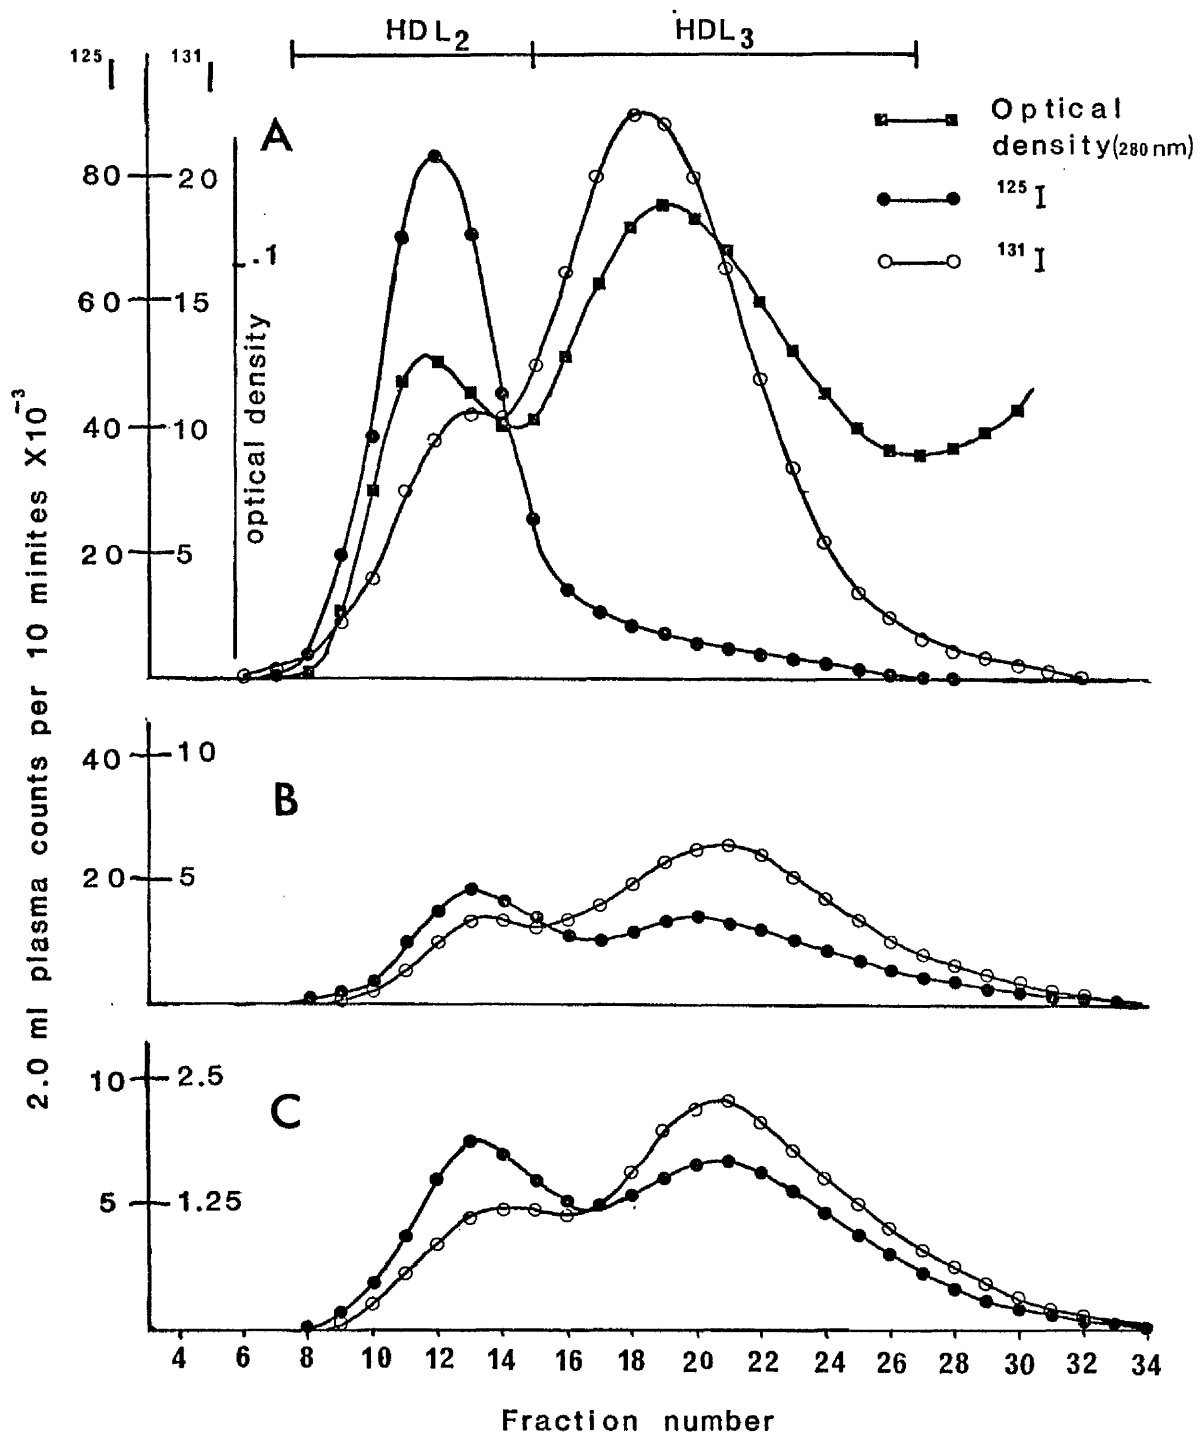 HDL2 HDL3
125I 131I
A
Optical
density(280nm)
125I
131I
80 20
.1
60 15
optical density
40 10
20 5
2.0 ml plasma counts per 10 minites X10-3
40 10
B
20 5
10 2.5
C
5 1.25
4 6 8 10 12 14 16 18 20 22 24 26 28 30 32 34
Fraction number